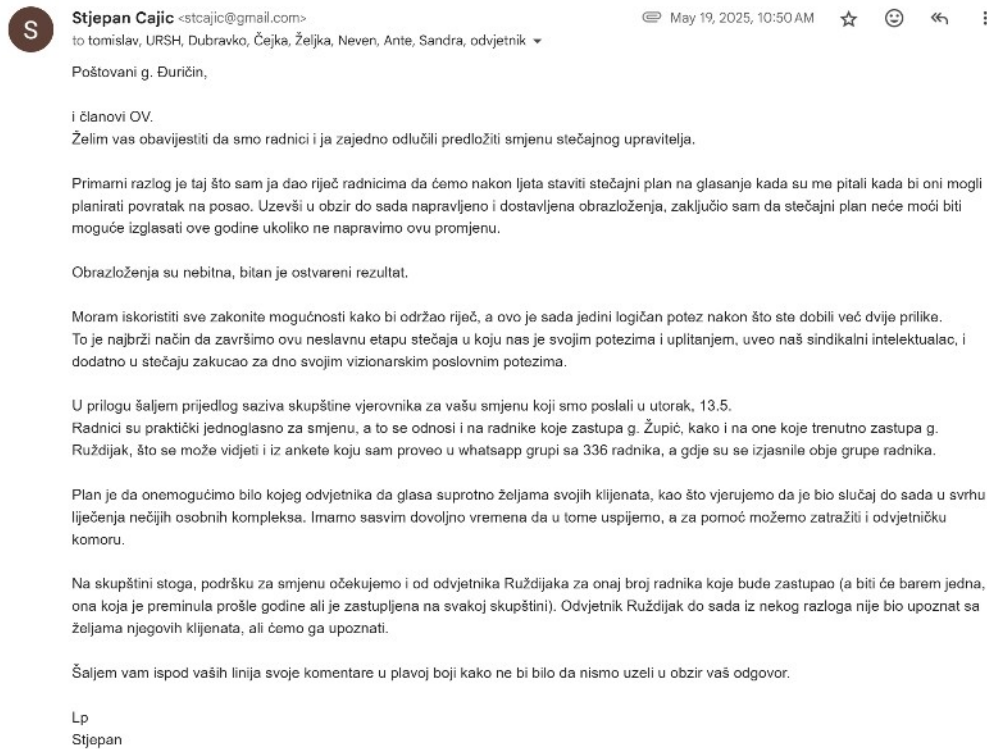 S
Stjepan Cajic <stcajic@gmail.com>
May 19, 2025, 10:50 AM
to tomislav, URSH, Dubravko, Čejka, Željka, Neven, Ante, Sandra, odvjetnik
Poštovani g. Đuričin,
i članovi OV.
Želim vas obavijestiti da smo radnici i ja zajedno odlučili predložiti smjenu stečajnog upravitelja.
Primarni razlog je taj što sam ja dao riječ radnicima da ćemo nakon ljeta staviti stečajni plan na glasanje kada su me pitali kada bi oni mogli
planirati povratak na posao. Uzevši u obzir do sada napravljeno i dostavljena obrazloženja, zaključio sam da stečajni plan neće moći biti
moguće izglasati ove godine ukoliko ne napravimo ovu promjenu.
Obrazloženja su nebitna, bitan je ostvareni rezultat.
Moram iskoristiti sve zakonite mogućnosti kako bi održao riječ, a ovo je sada jedini logičan potez nakon što ste dobili već dvije prilike.
To je najbrži način da završimo ovu neslavnu etapu stečaja u koju nas je svojim potezima i uplitanjem, uveo naš sindikalni intelektualac, i
dodatno u stečaju zakucao za dno svojim vizionarskim poslovnim potezima.
U prilogu šaljem prijedlog saziva skupštine vjerovnika za vašu smjenu koji smo poslali u utorak, 13.5.
Radnici su praktički jednoglasno za smjenu, a to se odnosi i na radnike koje zastupa g. Župić, kako i na one koje trenutno zastupa g.
Ruždijak, što se može vidjeti i iz ankete koju sam proveo u whatsapp grupi sa 336 radnika, a gdje su se izjasnile obje grupe radnika.
Plan je da onemogućimo bilo kojeg odvjetnika da glasa suprotno željama svojih klijenata, kao što vjerujemo da je bio slučaj do sada u svrhu
liječenja nečijih osobnih kompleksa. Imamo sasvim dovoljno vremena da u tome uspijemo, a za pomoć možemo zatražiti i odvjetničku
komoru.
Na skupštini stoga, podršku za smjenu očekujemo i od odvjetnika Ruždijaka za onaj broj radnika koje bude zastupao (a biti će barem jedna,
ona koja je preminula prošle godine ali je zastupljena na svakoj skupštini). Odvjetnik Ruždijak do sada iz nekog razloga nije bio upoznat sa
željama njegovih klijenata, ali ćemo ga upoznati.
Šaljem vam ispod vaših linija svoje komentare u plavoj boji kako ne bi bilo da nismo uzeli u obzir vaš odgovor.
Lp
Stjepan